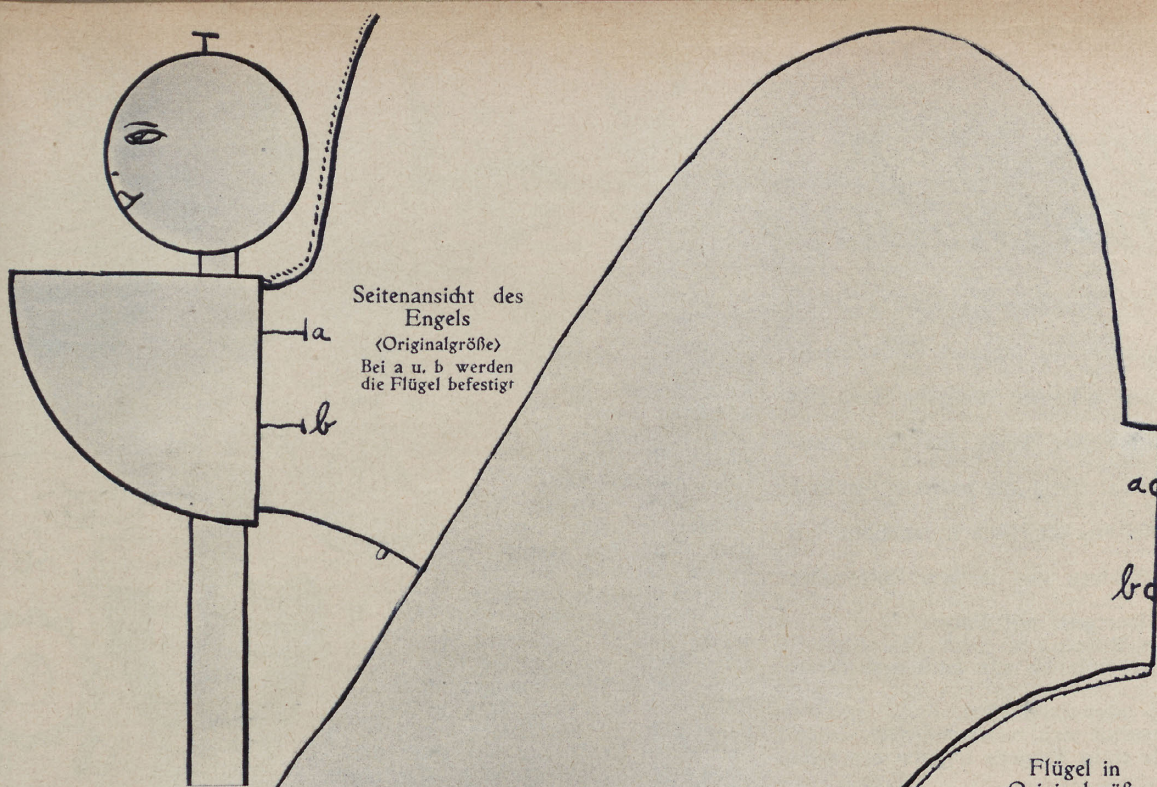 Seitenansicht des
Engels
<Originalgröße>
Bei a u. b werden
die Flügel befestigt
a
b
a
b
Flügel in